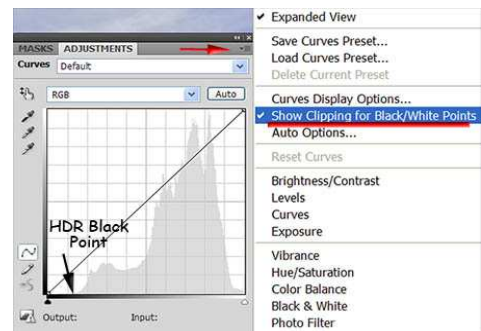 MASKS ADJUSTMENTS
Curves Default
RGB Auto
HDR Black
Point
Output: Input:
Expanded View
Save Curves Preset...
Load Curves Preset...
Delete Current Preset
Curves Display Options...
Show Clipping for Black/White Points
Auto Options...
Reset Curves
Brightness/Contrast
Levels
Curves
Exposure
Vibrance
Hue/Saturation
Color Balance
Black & White
Photo Filter